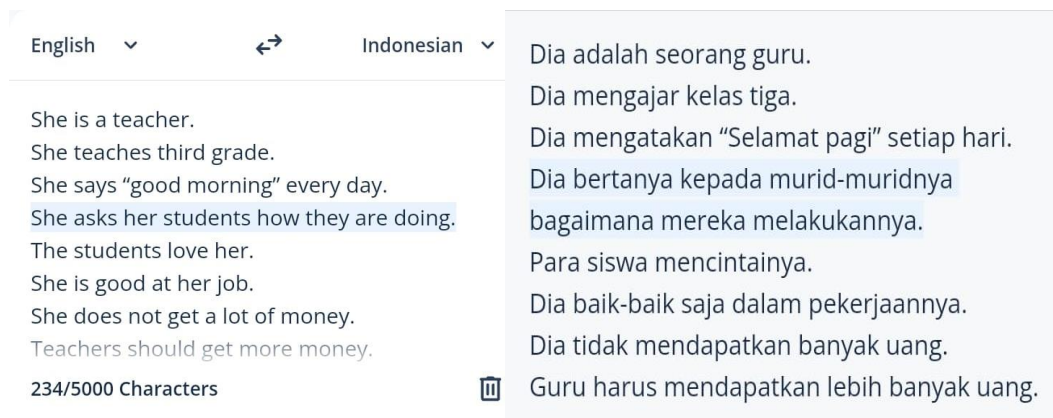 English
Indonesian
She is a teacher.
She teaches third grade.
She says “good morning” every day.
She asks her students how they are doing.
The students love her.
She is good at her job.
She does not get a lot of money.
Teachers should get more money.
234/5000 Characters
Dia adalah seorang guru.
Dia mengajar kelas tiga.
Dia mengatakan “Selamat pagi” setiap hari.
Dia bertanya kepada murid-muridnya
bagaimana mereka melakukannya.
Para siswa mencintainya.
Dia baik-baik saja dalam pekerjaannya.
Dia tidak mendapatkan banyak uang.
Guru harus mendapatkan lebih banyak uang.